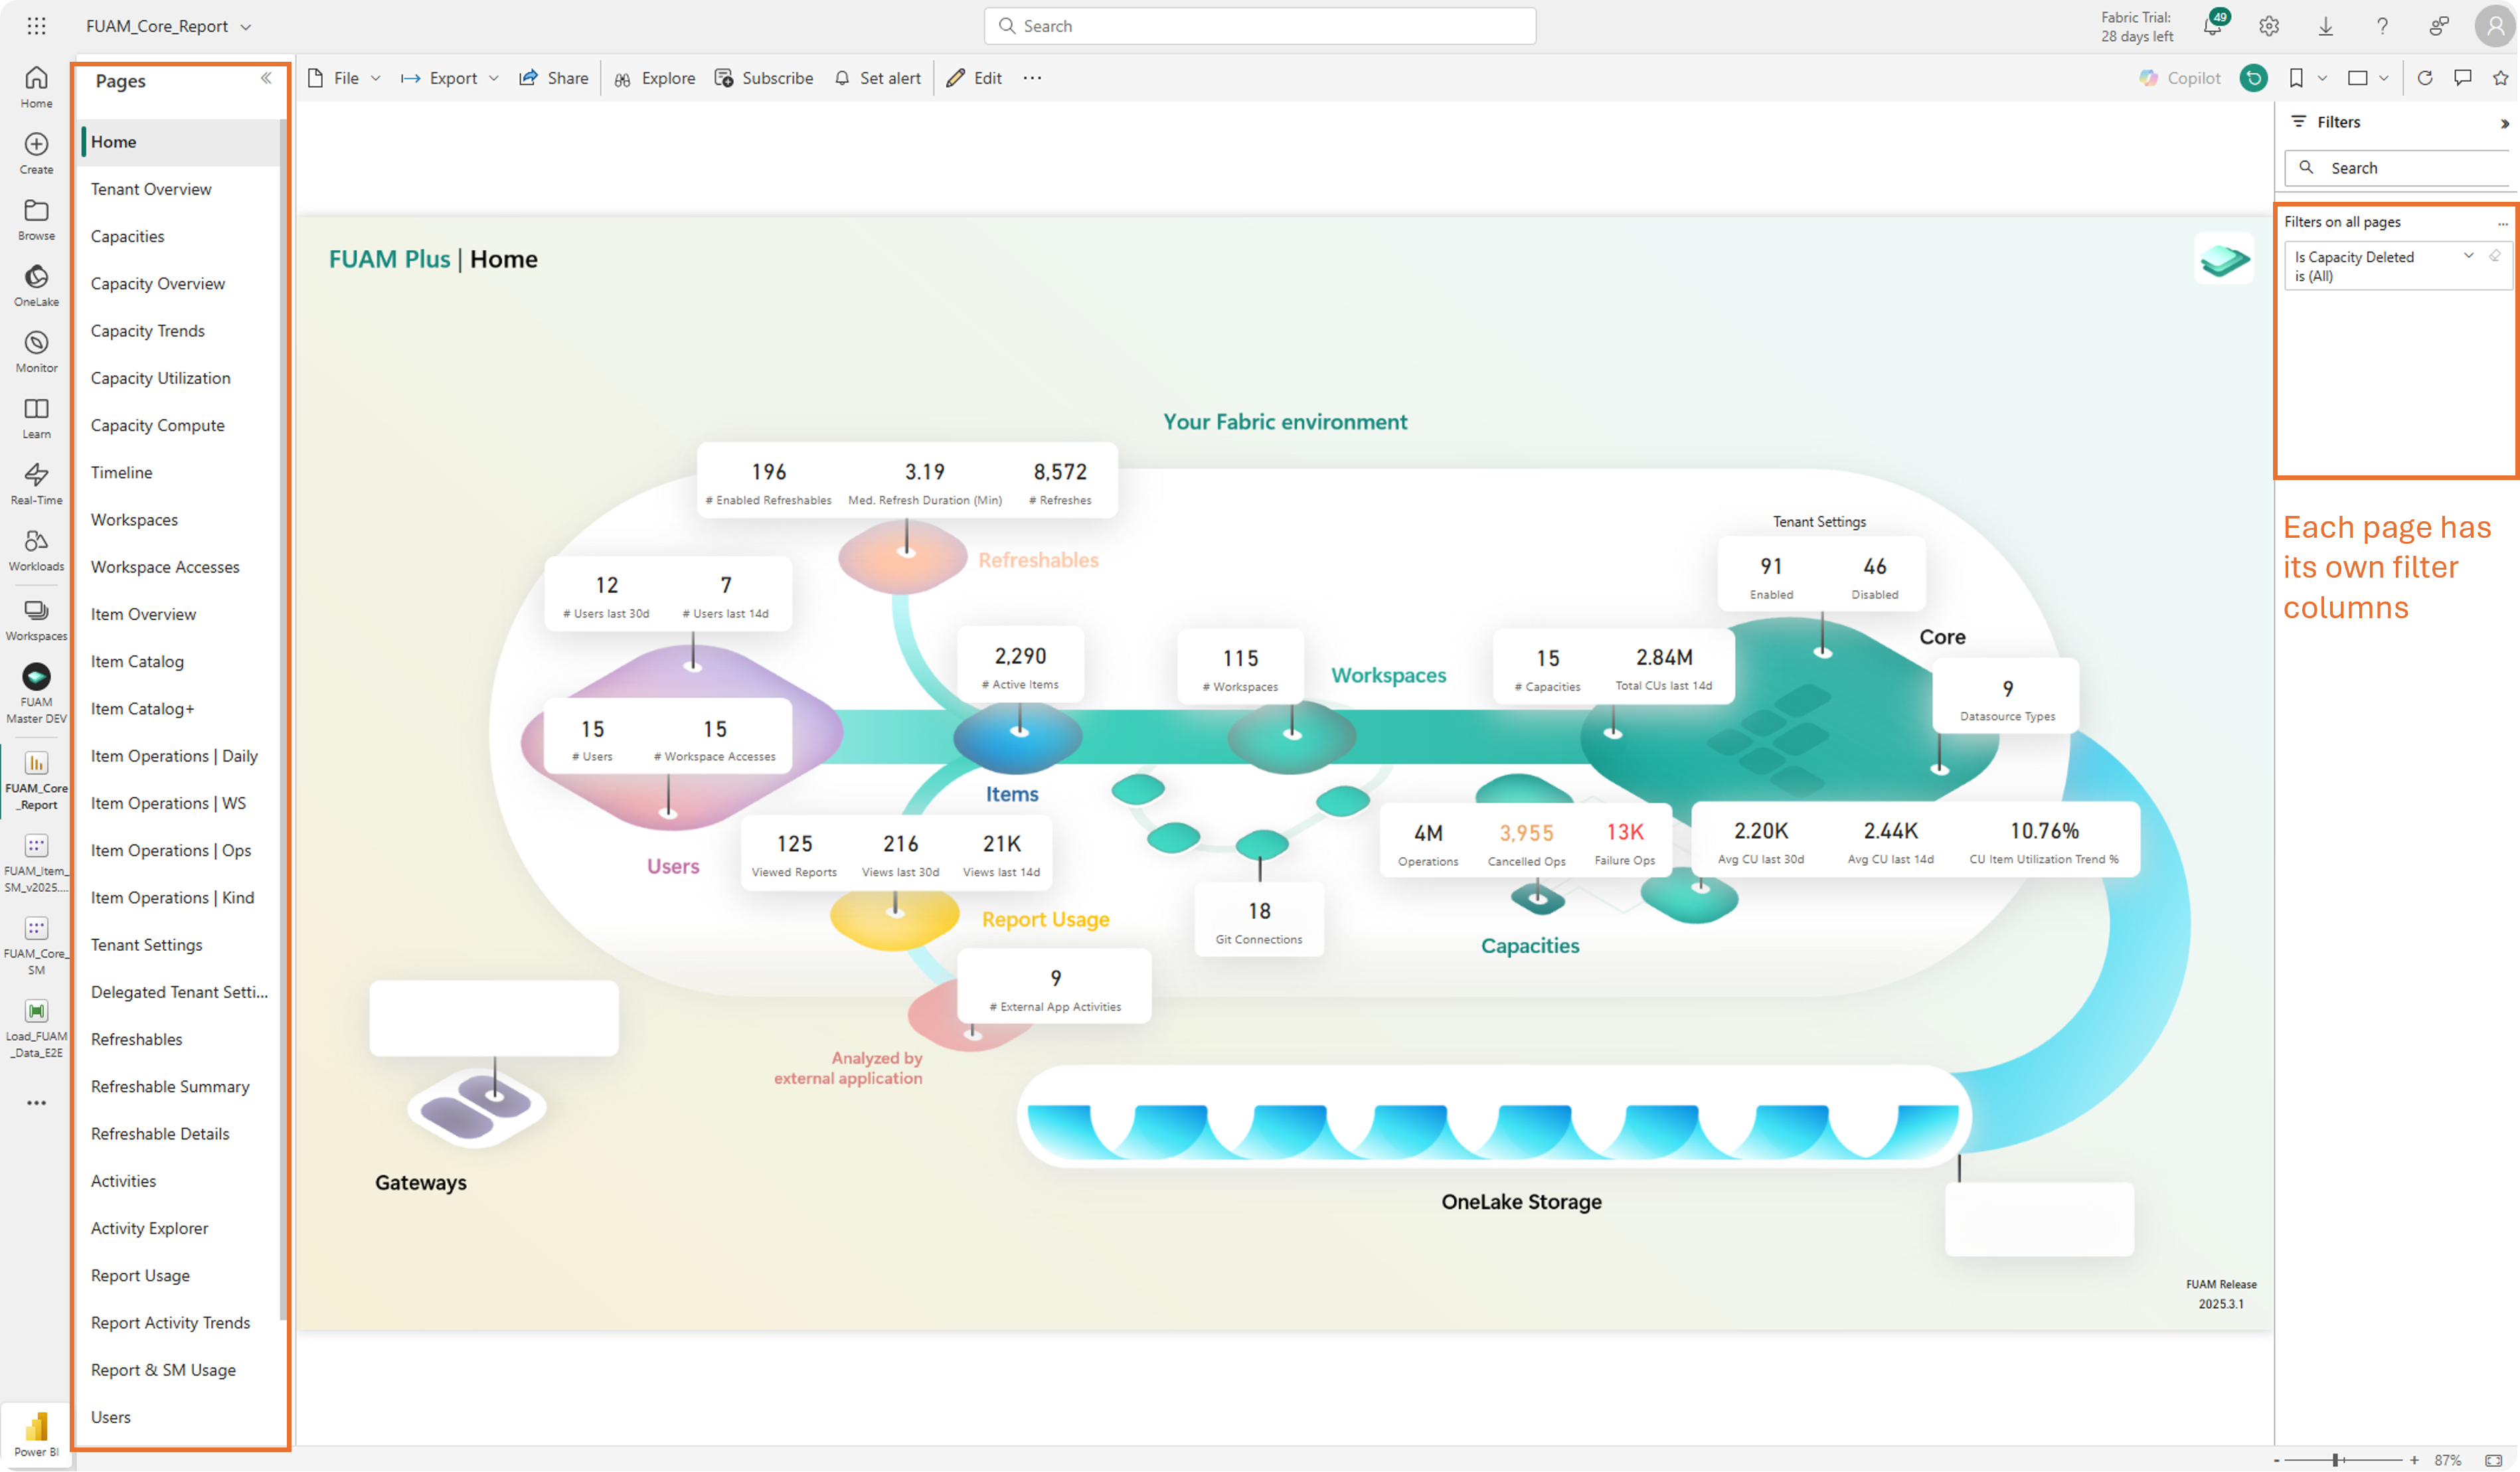 FUAM_Core_Report
Search
Fabric Trial:
28 days left
49
Home
Create
Browse
OneLake
Monitor
Learn
Real-Time
Workloads
Workspaces
FUAM
Master DEV
FUAM_Core
_Report
FUAM_Item_
SM_v2025....
FUAM_Core_
SM
Load_FUAM
_Data_E2E
Power BI
Pages
Home
Tenant Overview
Capacities
Capacity Overview
Capacity Trends
Capacity Utilization
Capacity Compute
Timeline
Workspaces
Workspace Accesses
Item Overview
Item Catalog
Item Catalog+
Item Operations | Daily
Item Operations | WS
Item Operations | Ops
Item Operations | Kind
Tenant Settings
Delegated Tenant Setti...
Refreshables
Refreshable Summary
Refreshable Details
Activities
Activity Explorer
Report Usage
Report Activity Trends
Report & SM Usage
Users
File Export Share Explore Subscribe Set alert Edit
Copilot
FUAM Plus | Home
Your Fabric environment
196 3.19 8,572
# Enabled Refreshables Med. Refresh Duration (Min) # Refreshes
Refreshables
Tenant Settings
91 46
Enabled Disabled
12 7
# Users last 30d # Users last 14d
Core
2,290
# Active Items
115
# Workspaces
Workspaces
15 2.84M
# Capacities Total CUs last 14d
9
Datasource Types
15 15
# Users # Workspace Accesses
Items
Users
125 216 21K
Viewed Reports Views last 30d Views last 14d
4M 3,955 13K
Operations Cancelled Ops Failure Ops
2.20K 2.44K 10.76%
Avg CU last 30d Avg CU last 14d CU Item Utilization Trend %
Report Usage
18
Git Connections
Capacities
9
# External App Activities
Analyzed by
external application
Gateways
OneLake Storage
FUAM Release
2025.3.1
Filters
Search
Filters on all pages
Is Capacity Deleted
is (All)
Each page has
its own filter
columns
- + 87%